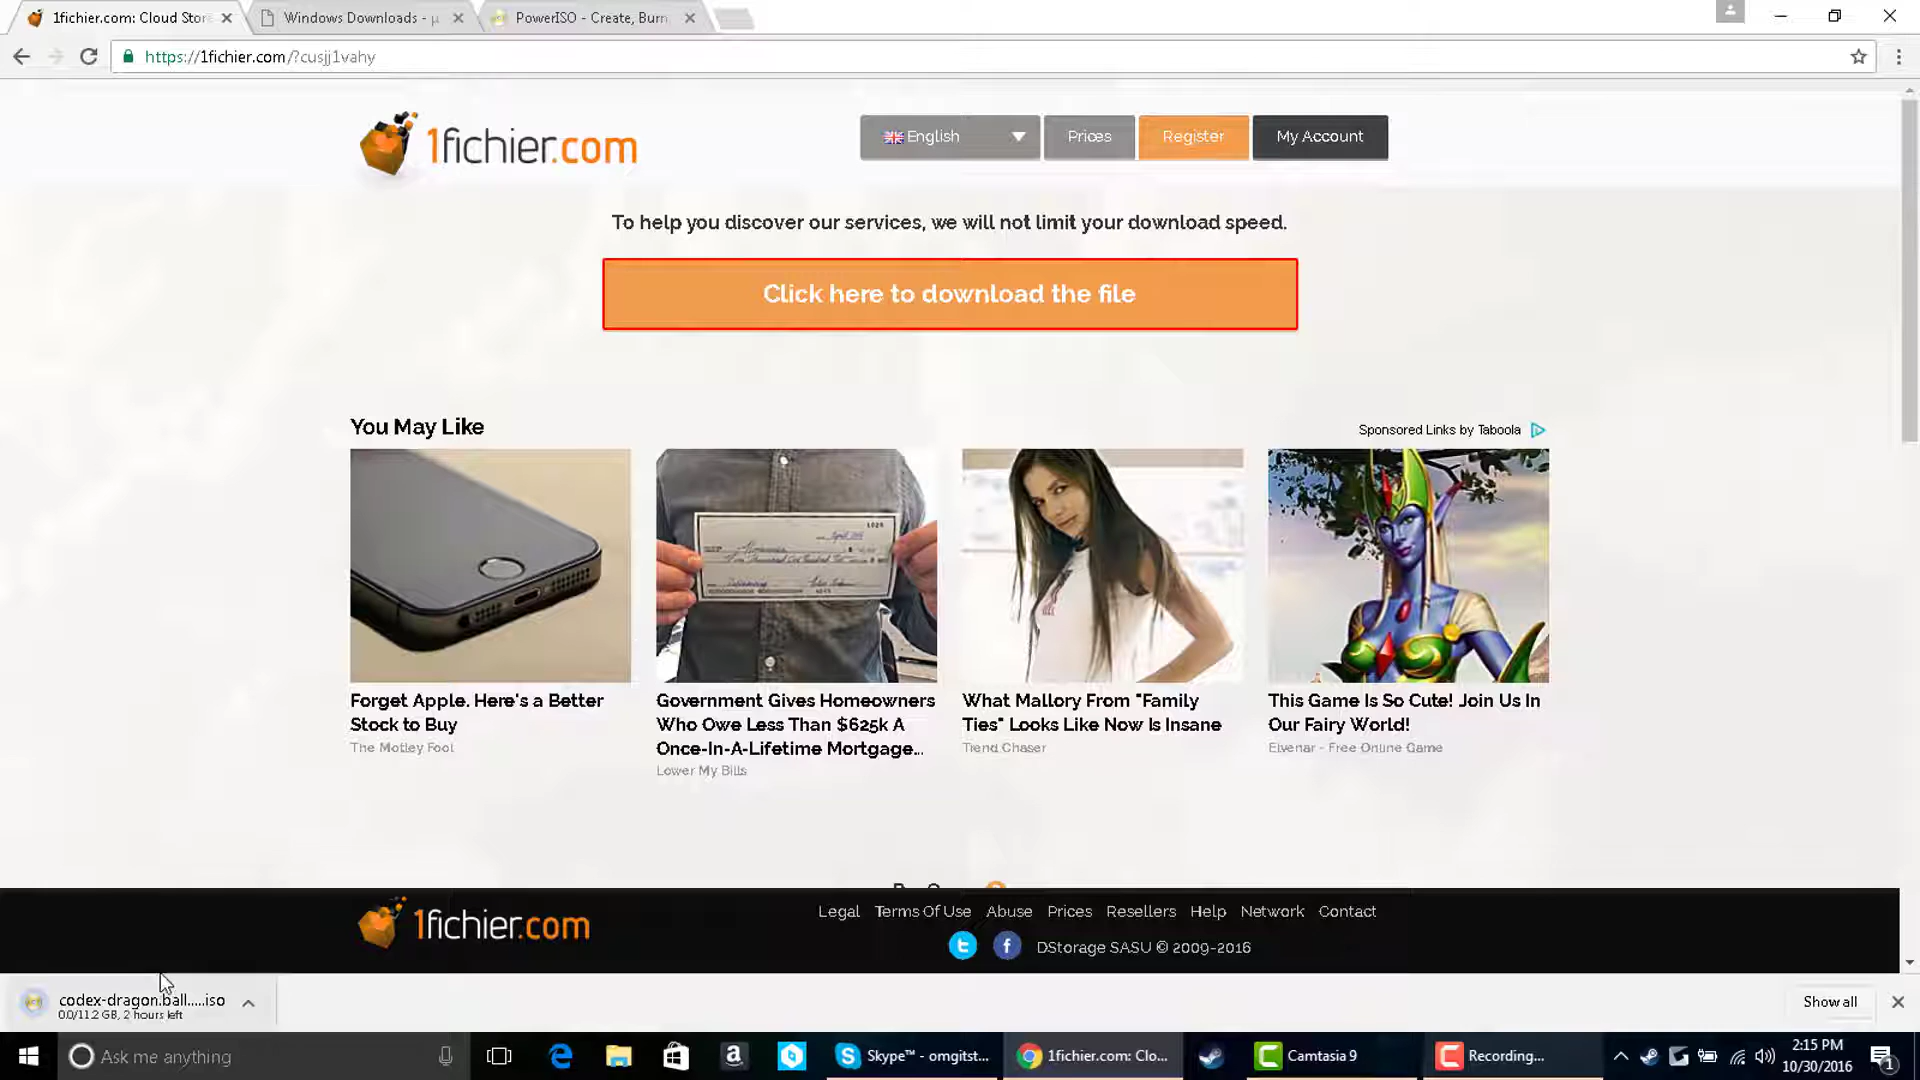 1fichier.com: Cloud Stor
Windows Downloads - µ
PowerISO - Create, Burn
https://1fichier.com/?cusjj1vahy
1fichier.com
English
Prices
Register
My Account
To help you discover our services, we will not limit your download speed.
Click here to download the file
You May Like
Sponsored Links by Taboola
Forget Apple. Here's a Better
Stock to Buy
The Motley Fool
Government Gives Homeowners
Who Owe Less Than $625k A
Once-In-A-Lifetime Mortgage...
Lower My Bills
What Mallory From "Family
Ties" Looks Like Now Is Insane
Trend Chaser
This Game Is So Cute! Join Us In
Our Fairy World!
Elvenar - Free Online Game
1fichier.com
Legal Terms Of Use Abuse Prices Resellers Help Network Contact
DStorage SASU © 2009-2016
codex-dragon.ball.....iso
0.0/11.2 GB, 2 hours left
Show all
Ask me anything
Skype™ - omgitst...
1fichier.com: Clo...
Camtasia 9
Recording...
2:15 PM
10/30/2016
1